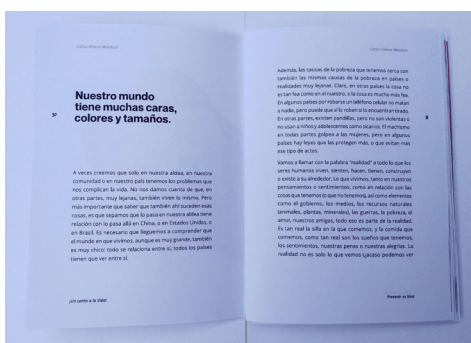 Carlos Aldana Mendoza
Nuestro mundo
tiene muchas caras,
colores y tamaños.
A veces creemos que solo en nuestra aldea, en nuestra
comunidad o en nuestro país tenemos los problemas que
nos complican la vida. No nos damos cuenta de que, en
otras partes, muy lejanas, también viven lo mismo. Pero
más importante que saber que también ahí suceden esas
cosas, es que sepamos que lo pasa en nuestra aldea tiene
relación con lo pasa allá en China, o en Estados Unidos, o
en Brasil. Es necesario que lleguemos a comprender que
el mundo en que vivimos, aunque es muy grande, también
es muy chico: todo se relaciona entre sí, todos los países
tienen que ver entre sí.
¡Un canto a la Vida!
Carlos Aldana Mendoza
Además, las causas de la pobreza que tenemos cerca son
también las mismas causas de la pobreza en países o
realidades muy lejanas. Claro, en otros países la cosa no
es tan fea como en el nuestro, o la cosa es mucho más fea.
En algunos países por robarse un teléfono celular no matan
a nadie, pero puede que sí lo roben si lo encuentran tirado.
En otras partes, existen pandillas, pero no son violentas o
no usan a niños y adolescentes como sicarios. El machismo
en todas partes golpea a las mujeres, pero en algunos
países hay leyes que las protegen más, o que evitan más
ese tipo de actos.
Vamos a llamar con la palabra "realidad" a todo lo que los
seres humanos viven, sienten, hacen, tienen, construyen
o existe a su alrededor. Lo que vivimos, tanto en nuestros
pensamientos o sentimientos, como en relación con las
cosas que tenemos (o que no tenemos), así como elementos
como el gobierno, los medios, los recursos naturales
(animales, plantas, minerales), las guerras, la pobreza, el
amor, nuestros amigos, todo eso es parte de la realidad.
Es tan real la silla en la que comemos, y la comida que
comemos, como tan real son los sueños que tenemos,
los sentimientos, nuestras penas o nuestras alegrías. La
realidad no es solo lo que vemos (¿acaso podemos ver